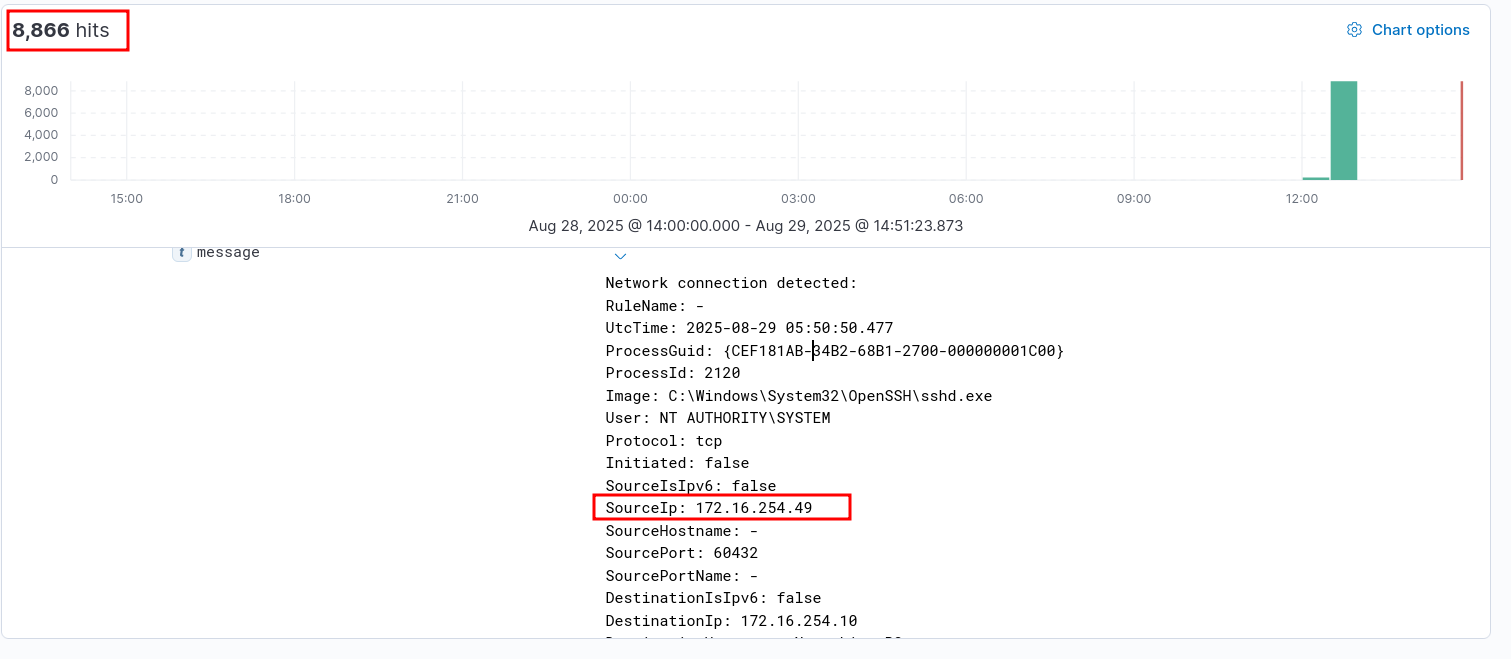 8,866 hits
Chart options
8,000
6,000
4,000
2,000
0
15:00 18:00 21:00 00:00 03:00 06:00 09:00 12:00
Aug 28, 2025 @ 14:00:00.000 - Aug 29, 2025 @ 14:51:23.873
t message
Network connection detected:
RuleName: -
UtcTime: 2025-08-29 05:50:50.477
ProcessGuid: {CEF181AB-34B2-68B1-2700-000000001C00}
ProcessId: 2120
Image: C:\Windows\System32\OpenSSH\sshd.exe
User: NT AUTHORITY\SYSTEM
Protocol: tcp
Initiated: false
SourceIsIpv6: false
SourceIp: 172.16.254.49
SourceHostname: -
SourcePort: 60432
SourcePortName: -
DestinationIsIpv6: false
DestinationIp: 172.16.254.10